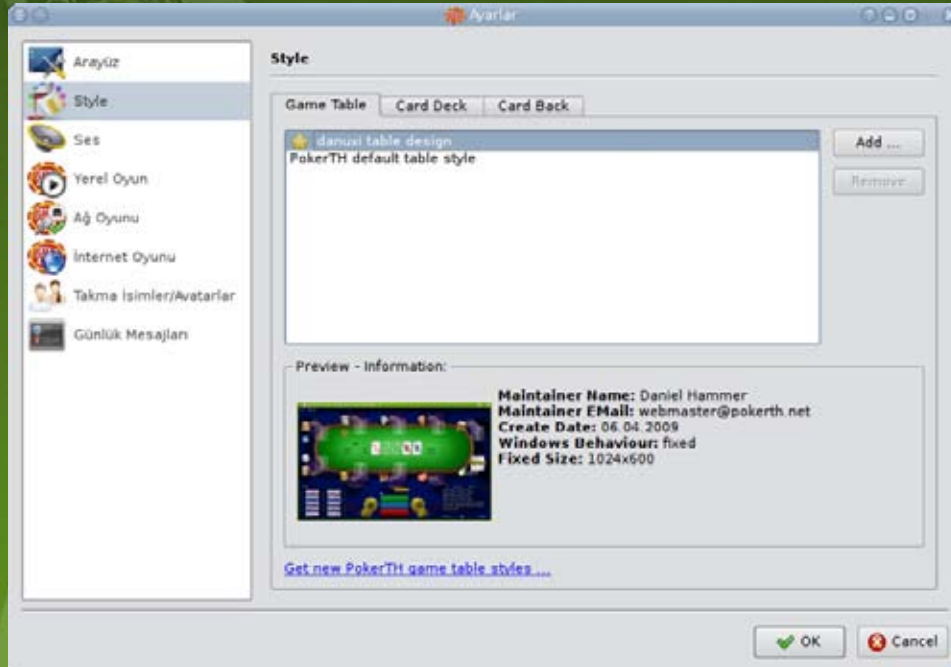 Ayarlar
Arayüz
Style
Ses
Yerel Oyun
Ağ Oyunu
İnternet Oyunu
Takma İsimler/Avatarlar
Günlük Mesajları
Style
Game Table
Card Deck
Card Back
danuxi table design
PokerTH default table style
Add ...
Remove
Preview - Information:
Maintainer Name: Daniel Hammer
Maintainer EMail: webmaster@pokerth.net
Create Date: 06.04.2009
Windows Behaviour: fixed
Fixed Size: 1024x600
Get new PokerTH game table styles ...
OK
Cancel